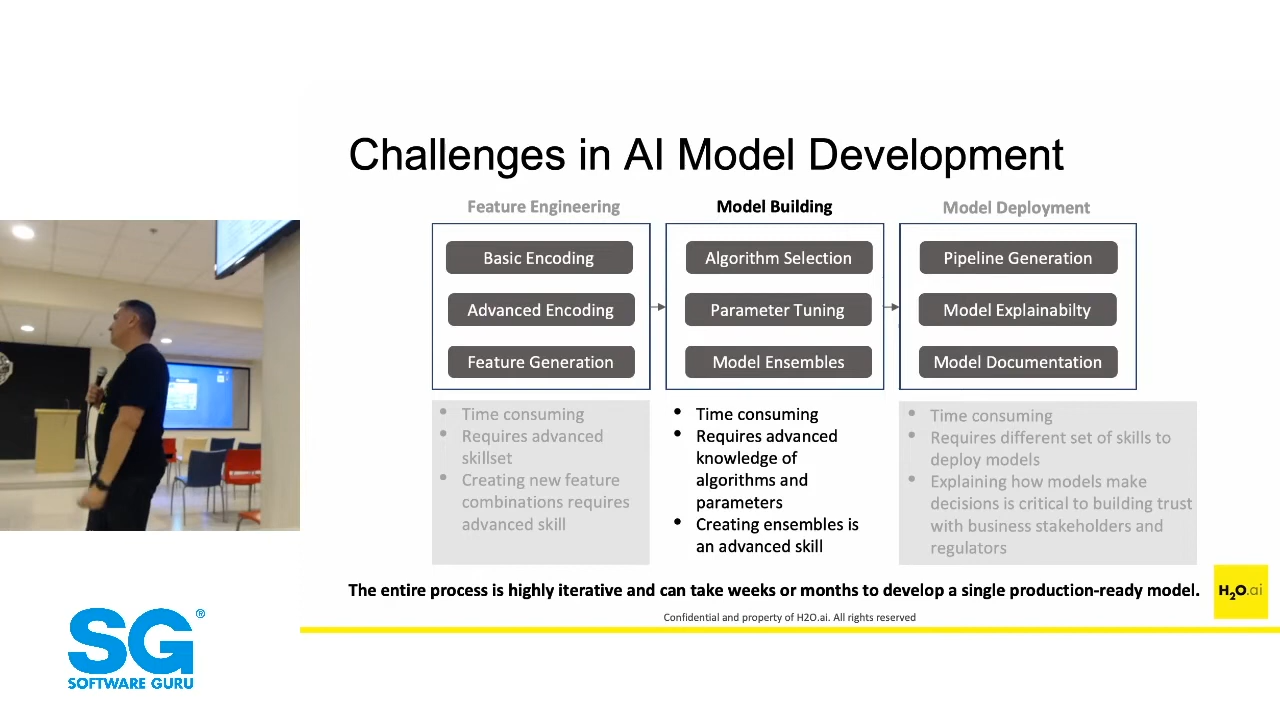 Challenges in AI Model Development
Feature Engineering
Basic Encoding
Advanced Encoding
Feature Generation
• Time consuming
• Requires advanced
skillset
• Creating new feature
combinations requires
advanced skill
Model Building
Algorithm Selection
Parameter Tuning
Model Ensembles
• Time consuming
• Requires advanced
knowledge of
algorithms and
parameters
• Creating ensembles is
an advanced skill
Model Deployment
Pipeline Generation
Model Explainabilty
Model Documentation
• Time consuming
• Requires different set of skills to
deploy models
• Explaining how models make
decisions is critical to building trust
with business stakeholders and
regulators
The entire process is highly iterative and can take weeks or months to develop a single production-ready model.
H2O.ai
Confidential and property of H2O.ai. All rights reserved
SG®
SOFTWARE GURU